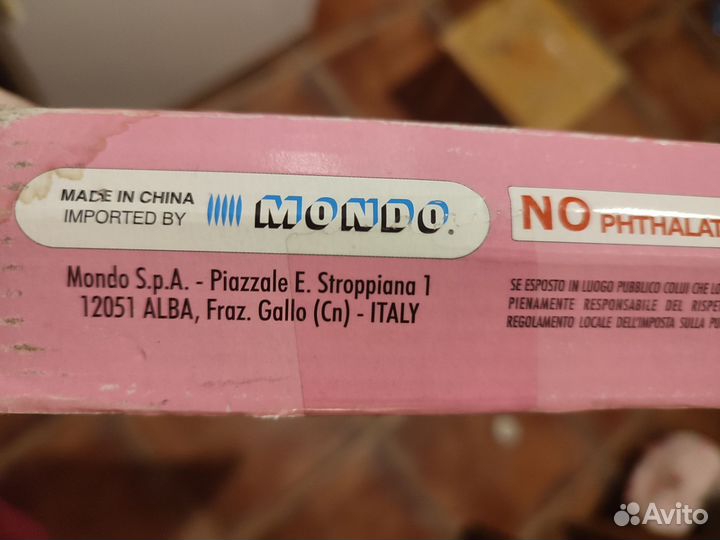 MADE IN CHINA
IMPORTED BY
MONDO.
Mondo S.p.A. - Piazzale E. Stroppiana 1
12051 ALBA, Fraz. Gallo (Cn) - ITALY
NO PHTHALAT
SE ESPOSTO IN LUOGO PUBBLICO COLUI CHE LO
PIENAMENTE RESPONSABILE DEL RISPE
REGOLAMENTO LOCALE DELL'IMPOSTA SULLA PU
Avito